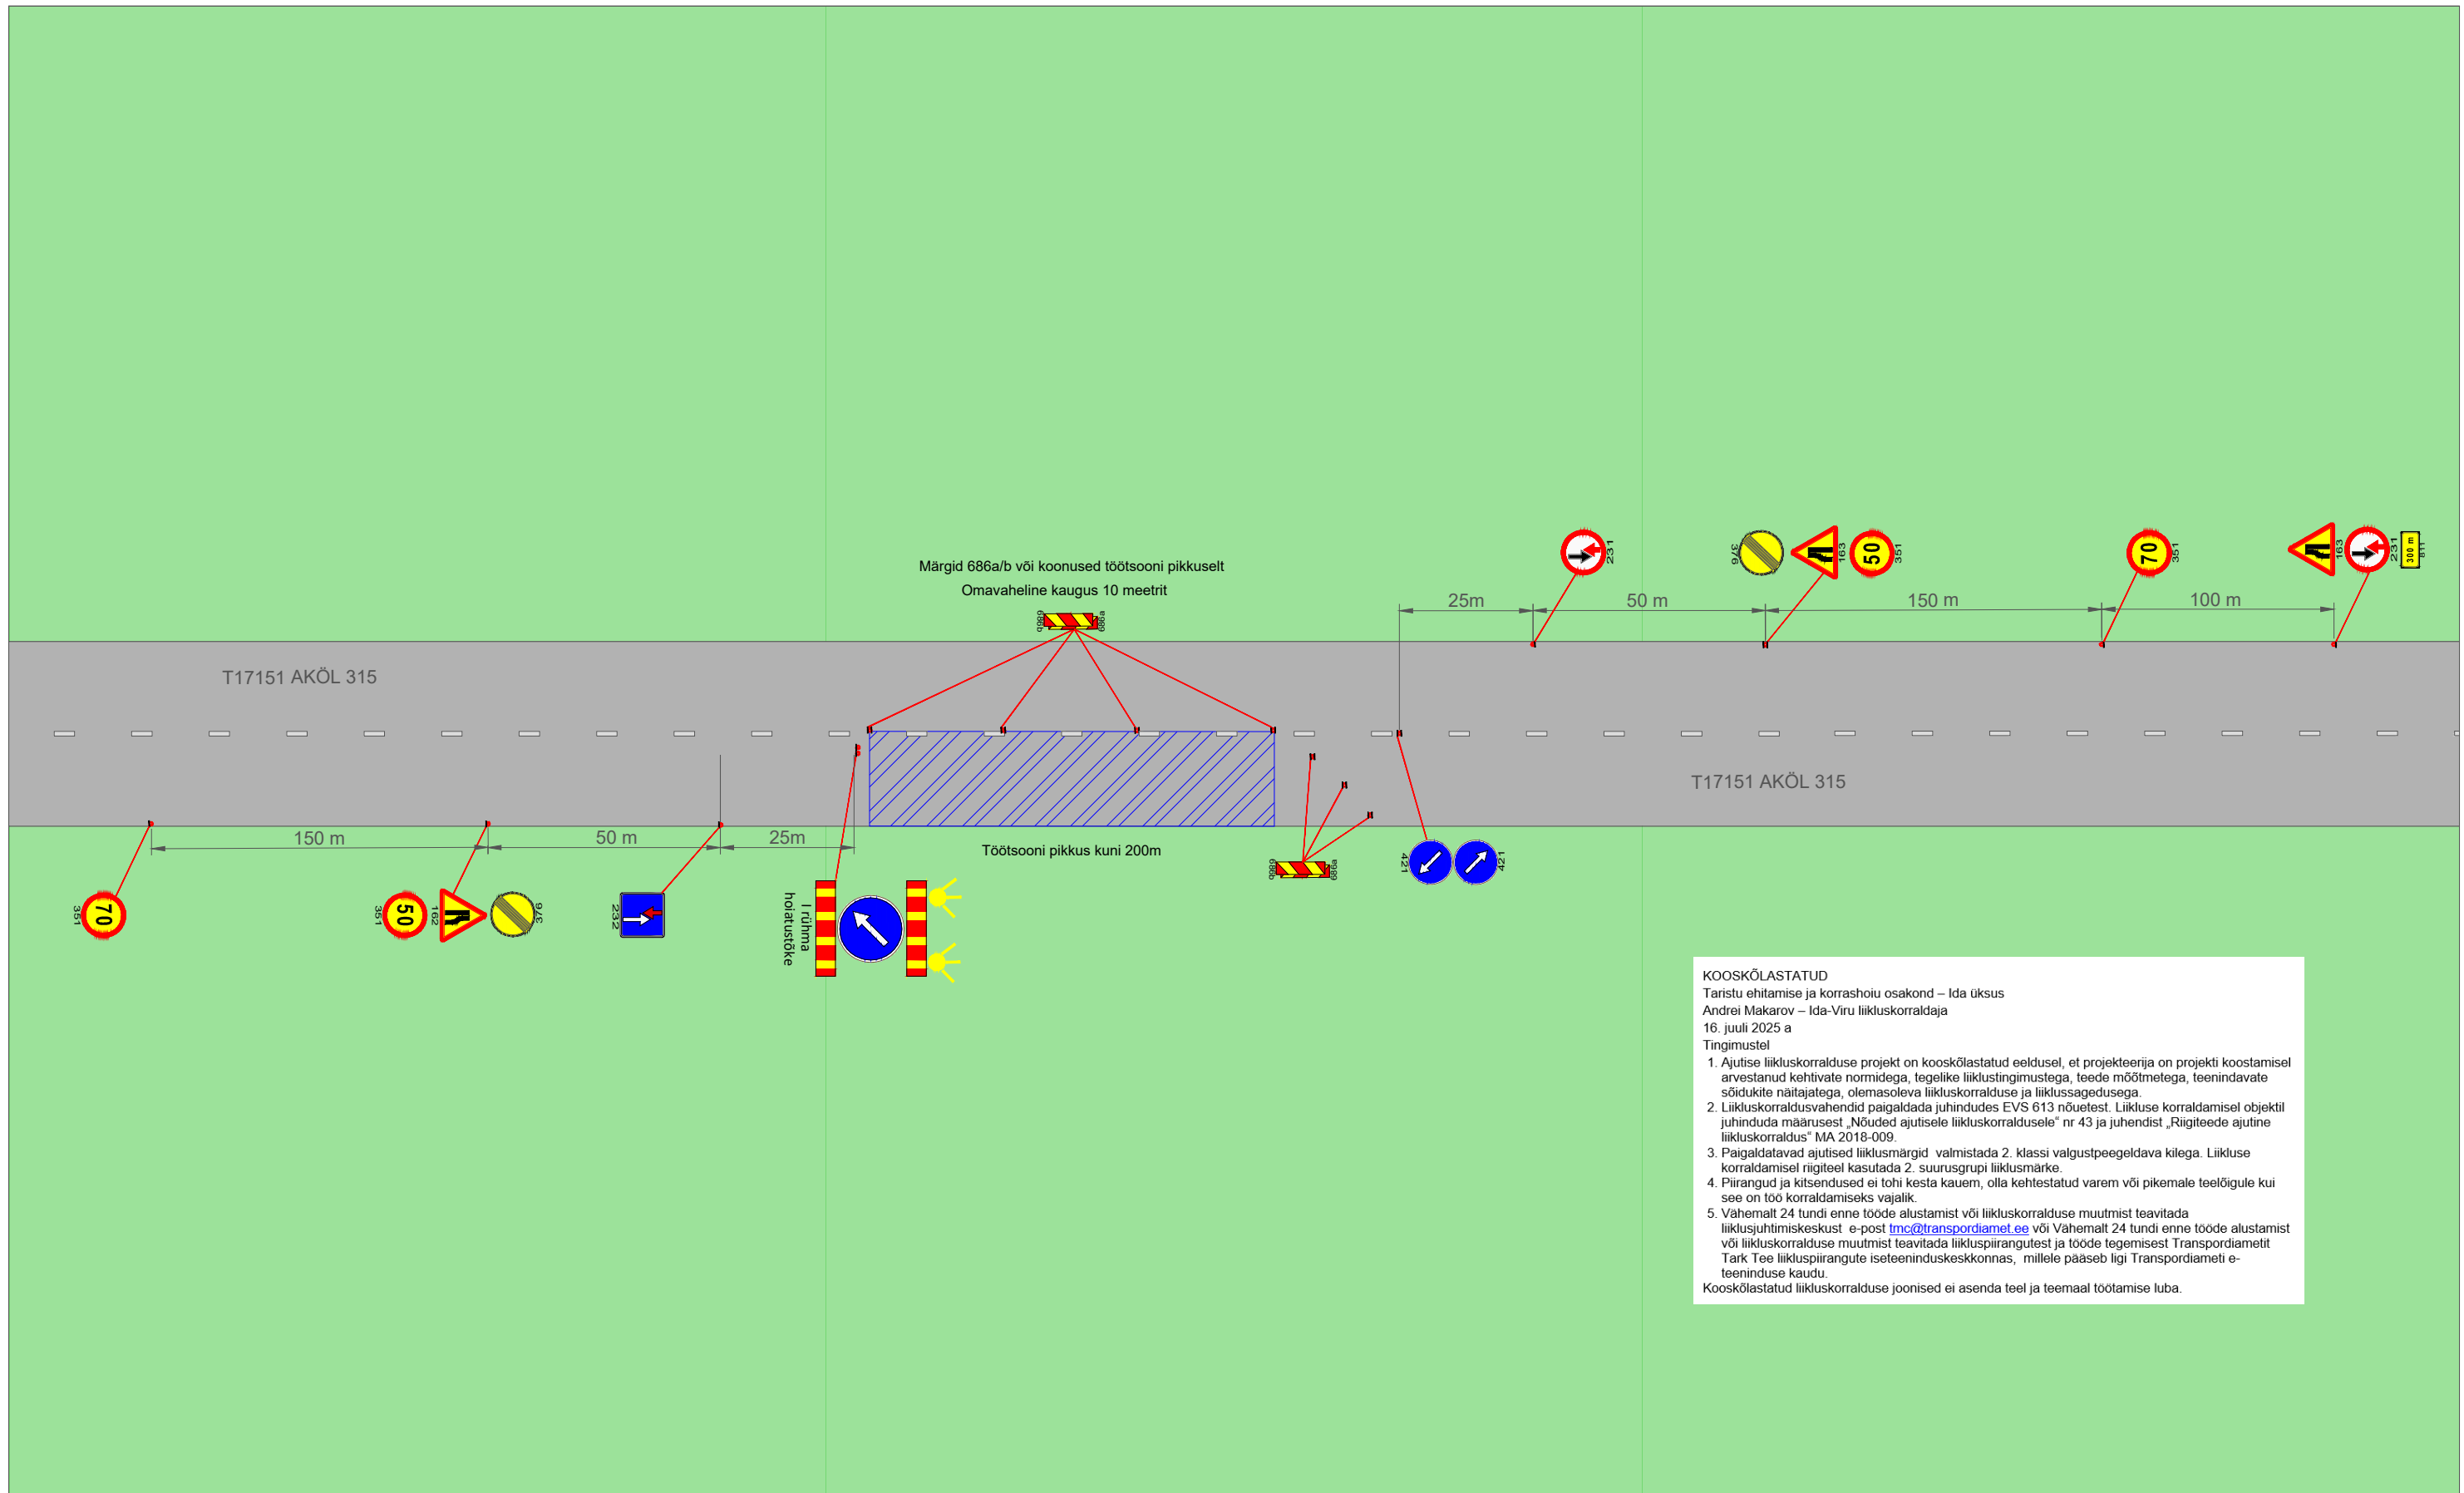 Märgid 686a/b või koonused töötsooni pikkuselt
Omavaheline kaugus 10 meetrit
686b
686a
231
376
163
50
351
70
351
163
231
300 m
811
25m
50 m
150 m
100 m
T17151 AKÖL 315
T17151 AKÖL 315
150 m
50 m
25m
Töötsooni pikkus kuni 200m
686b
686a
421
421
351
70
351
50
162
376
232
I rühma
hoiatustõke
KOOSKÕLASTATUD
Taristu ehitamise ja korrashoiu osakond – Ida üksus
Andrei Makarov – Ida-Viru liikluskorraldaja
16. juuli 2025 a
Tingimustel
1. Ajutise liikluskorralduse projekt on kooskõlastatud eeldusel, et projekteerija on projekti koostamisel
arvestanud kehtivate normidega, tegelike liiklustingimustega, teede mõõtmetega, teenindavate
sõidukite näitajatega, olemasoleva liikluskorralduse ja liiklussagedusega.
2. Liikluskorraldusvahendid paigaldada juhindudes EVS 613 nõuetest. Liikluse korraldamisel objektil
juhinduda määrusest „Nõuded ajutisele liikluskorraldusele“ nr 43 ja juhendist „Riigiteede ajutine
liikluskorraldus“ MA 2018-009.
3. Paigaldatavad ajutised liiklusmärgid valmistada 2. klassi valgustpeegeldava kilega. Liikluse
korraldamisel riigiteel kasutada 2. suurusgrupi liiklusmärke.
4. Piirangud ja kitsendused ei tohi kesta kauem, olla kehtestatud varem või pikemale teelõigule kui
see on töö korraldamiseks vajalik.
5. Vähemalt 24 tundi enne tööde alustamist või liikluskorralduse muutmist teavitada
liiklusjuhtimiskeskust e-post tmc@transpordiamet.ee või Vähemalt 24 tundi enne tööde alustamist
või liikluskorralduse muutmist teavitada liikluspiirangutest ja tööde tegemisest Transpordiametit
Tark Tee liikluspiirangute iseteeninduskeskkonnas, millele pääseb ligi Transpordiameti e-
teeninduse kaudu.
Kooskõlastatud liikluskorralduse joonised ei asenda teel ja teemaal töötamise luba.